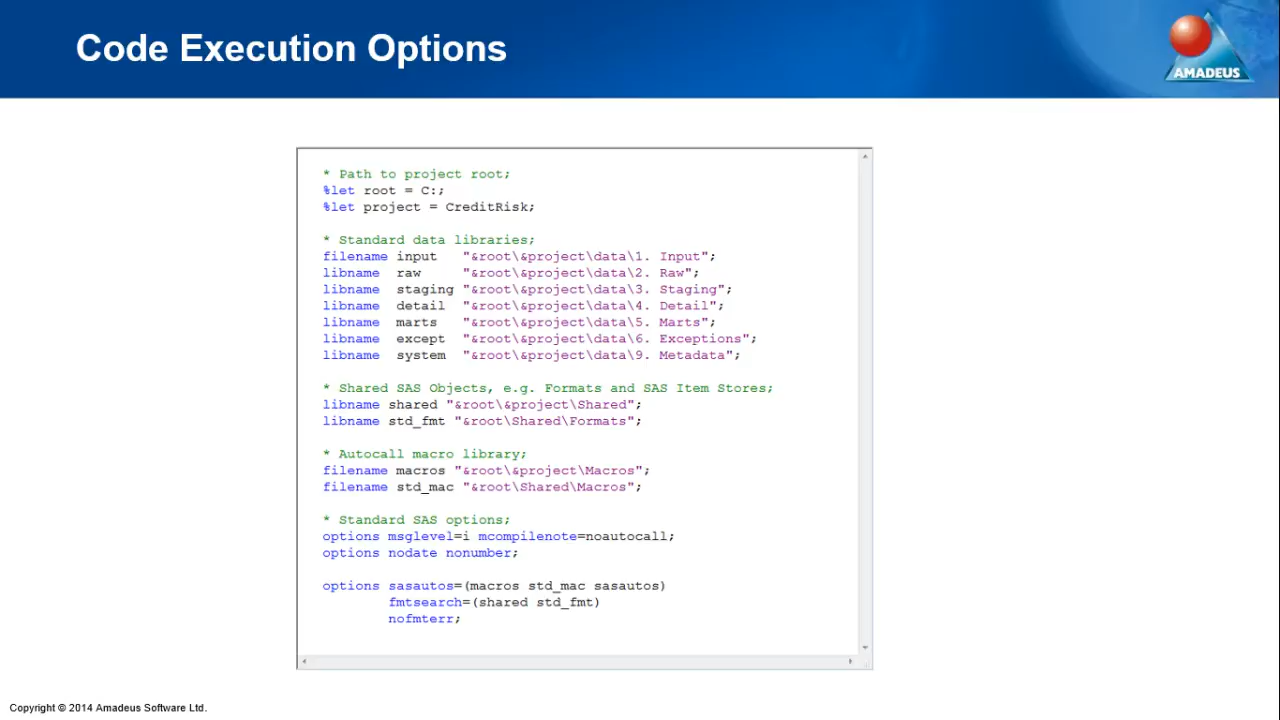 Code Execution Options
AMADEUS
* Path to project root;
%let root = C:;
%let project = CreditRisk;
* Standard data libraries;
filename input "&root\&project\data\1. Input";
libname raw "&root\&project\data\2. Raw";
libname staging "&root\&project\data\3. Staging";
libname detail "&root\&project\data\4. Detail";
libname marts "&root\&project\data\5. Marts";
libname except "&root\&project\data\6. Exceptions";
libname system "&root\&project\data\9. Metadata";
* Shared SAS Objects, e.g. Formats and SAS Item Stores;
libname shared "&root\&project\Shared";
libname std_fmt "&root\Shared\Formats";
* Autocall macro library;
filename macros "&root\&project\Macros";
filename std_mac "&root\Shared\Macros";
* Standard SAS options;
options msglevel=i mcompilenote=noautocall;
options nodate nonumber;
options sasautos=(macros std_mac sasautos)
fmtsearch=(shared std_fmt)
nofmterr;
Copyright © 2014 Amadeus Software Ltd.